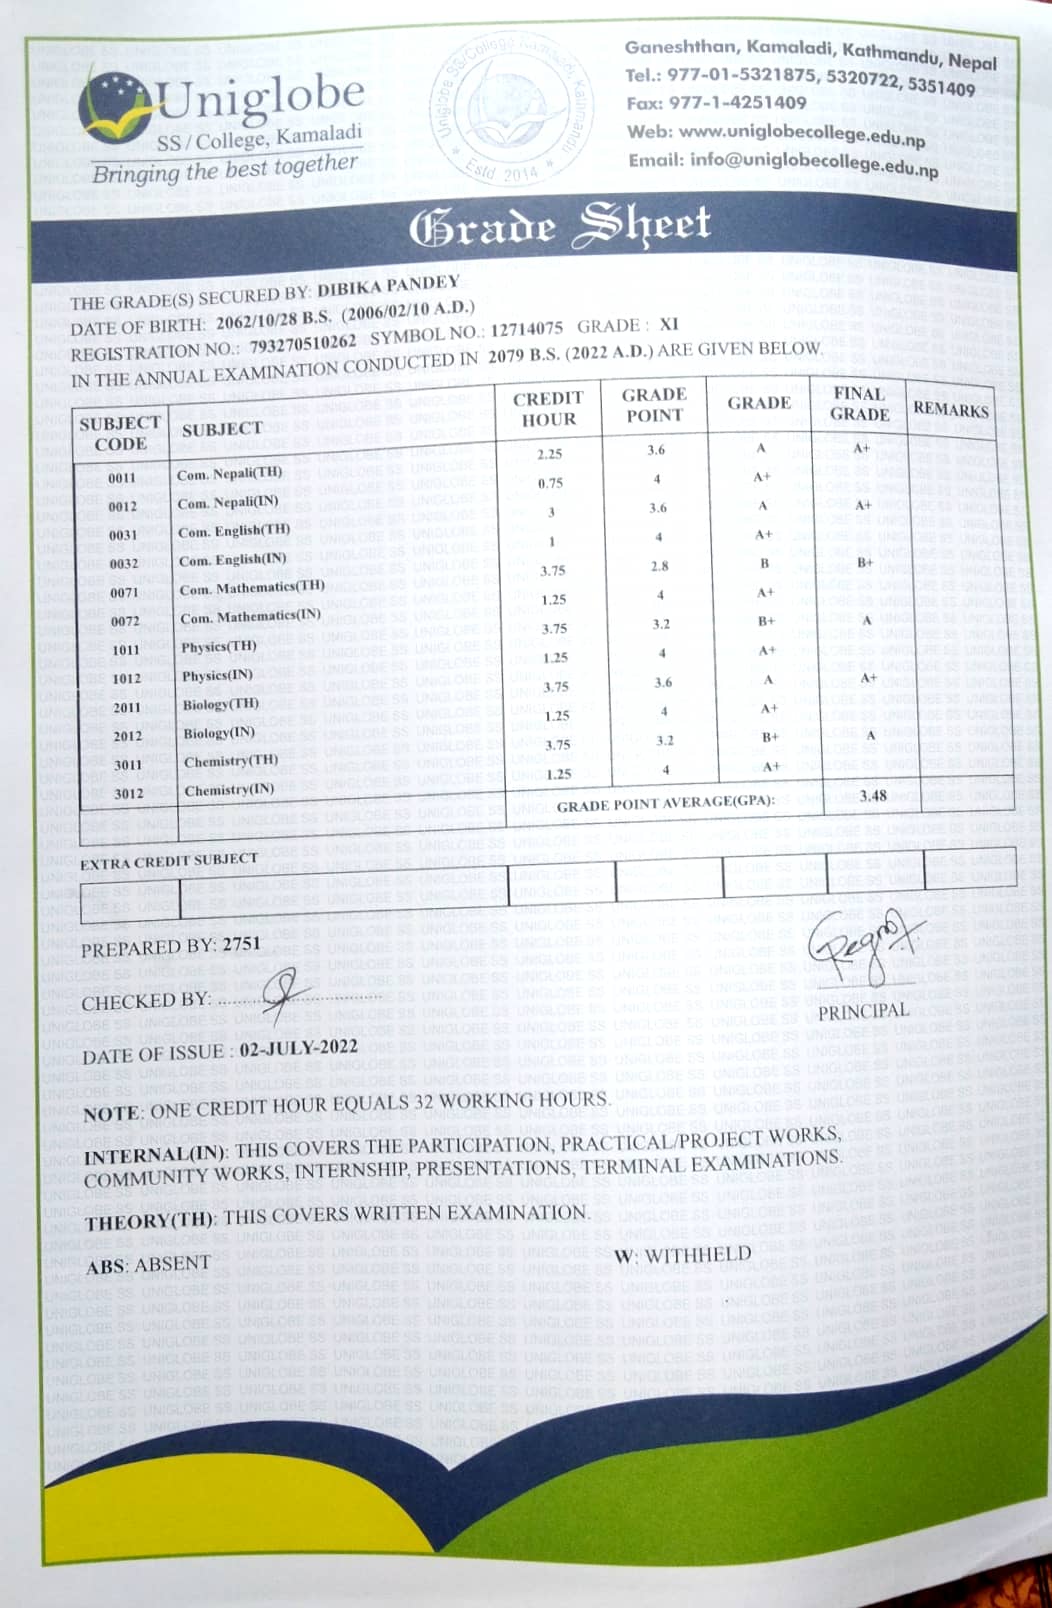 Uniglobe
SS / College, Kamaladi
Bringing the best together
Uniglobe SS/College Kamaladi, Kathmandu
Estd 2014
Ganeshthan, Kamaladi, Kathmandu, Nepal
Tel.: 977-01-5321875, 5320722, 5351409
Fax: 977-1-4251409
Web: www.uniglobecollege.edu.np
Email: info@uniglobecollege.edu.np
Grade Sheet
THE GRADE(S) SECURED BY: DIBIKA PANDEY
DATE OF BIRTH: 2062/10/28 B.S. (2006/02/10 A.D.)
REGISTRATION NO.: 793270510262 SYMBOL NO.: 12714075 GRADE : XI
IN THE ANNUAL EXAMINATION CONDUCTED IN 2079 B.S. (2022 A.D.) ARE GIVEN BELOW.
SUBJECT CODE SUBJECT CREDIT HOUR GRADE POINT GRADE FINAL GRADE REMARKS
0011 Com. Nepali(TH) 2.25 3.6 A A+
0012 Com. Nepali(IN) 0.75 4 A+
0031 Com. English(TH) 3 3.6 A A+
0032 Com. English(IN) 1 4 A+
0071 Com. Mathematics(TH) 3.75 2.8 B B+
0072 Com. Mathematics(IN) 1.25 4 A+
1011 Physics(TH) 3.75 3.2 B+ A
1012 Physics(IN) 1.25 4 A+
2011 Biology(TH) 3.75 3.6 A A+
2012 Biology(IN) 1.25 4 A+
3011 Chemistry(TH) 3.75 3.2 B+ A
3012 Chemistry(IN) 1.25 4 A+
GRADE POINT AVERAGE(GPA): 3.48
EXTRA CREDIT SUBJECT
PREPARED BY: 2751
CHECKED BY: ..............................
PRINCIPAL
DATE OF ISSUE : 02-JULY-2022
NOTE: ONE CREDIT HOUR EQUALS 32 WORKING HOURS.
INTERNAL(IN): THIS COVERS THE PARTICIPATION, PRACTICAL/PROJECT WORKS,
COMMUNITY WORKS, INTERNSHIP, PRESENTATIONS, TERMINAL EXAMINATIONS.
THEORY(TH): THIS COVERS WRITTEN EXAMINATION.
ABS: ABSENT W: WITHHELD